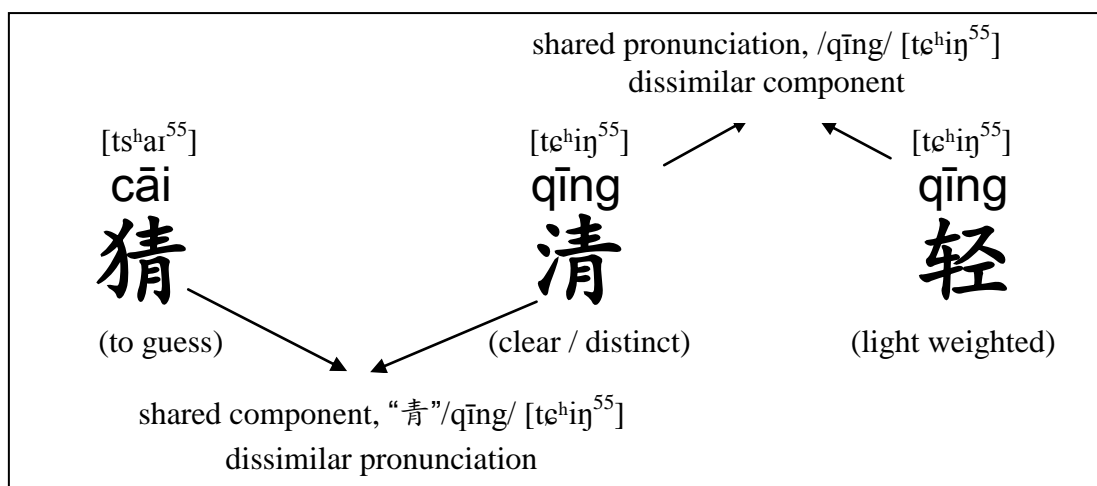 shared pronunciation, /qīng/ [tɕʰiŋ⁵⁵]
dissimilar component
[tsʰaɪ⁵⁵] [tɕʰiŋ⁵⁵] [tɕʰiŋ⁵⁵]
cāi qīng qīng
猜 清 轻
(to guess) (clear / distinct) (light weighted)
shared component, “青”/qīng/ [tɕʰiŋ⁵⁵]
dissimilar pronunciation